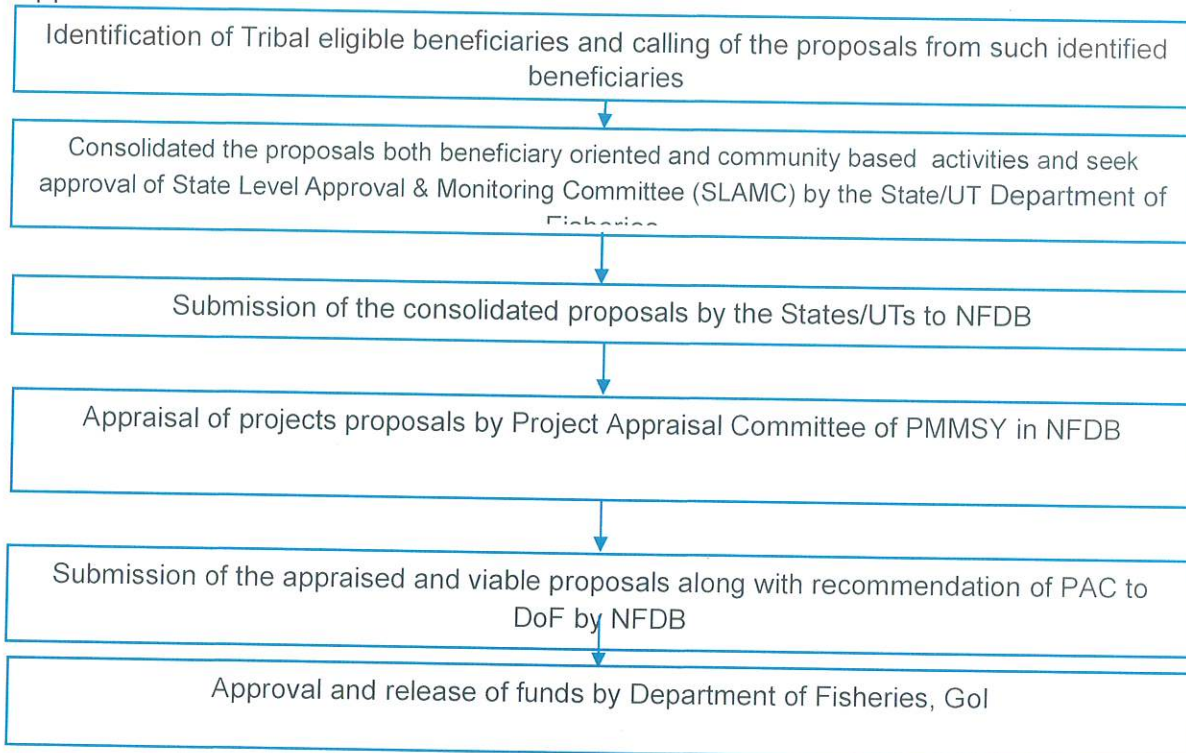 Identification of Tribal eligible beneficiaries and calling of the proposals from such identified
beneficiaries
Consolidated the proposals both beneficiary oriented and community based activities and seek
approval of State Level Approval & Monitoring Committee (SLAMC) by the State/UT Department of
Submission of the consolidated proposals by the States/UTs to NFDB
Appraisal of projects proposals by Project Appraisal Committee of PMMSY in NFDB
Submission of the appraised and viable proposals along with recommendation of PAC to
DoF by NFDB
Approval and release of funds by Department of Fisheries, GoI